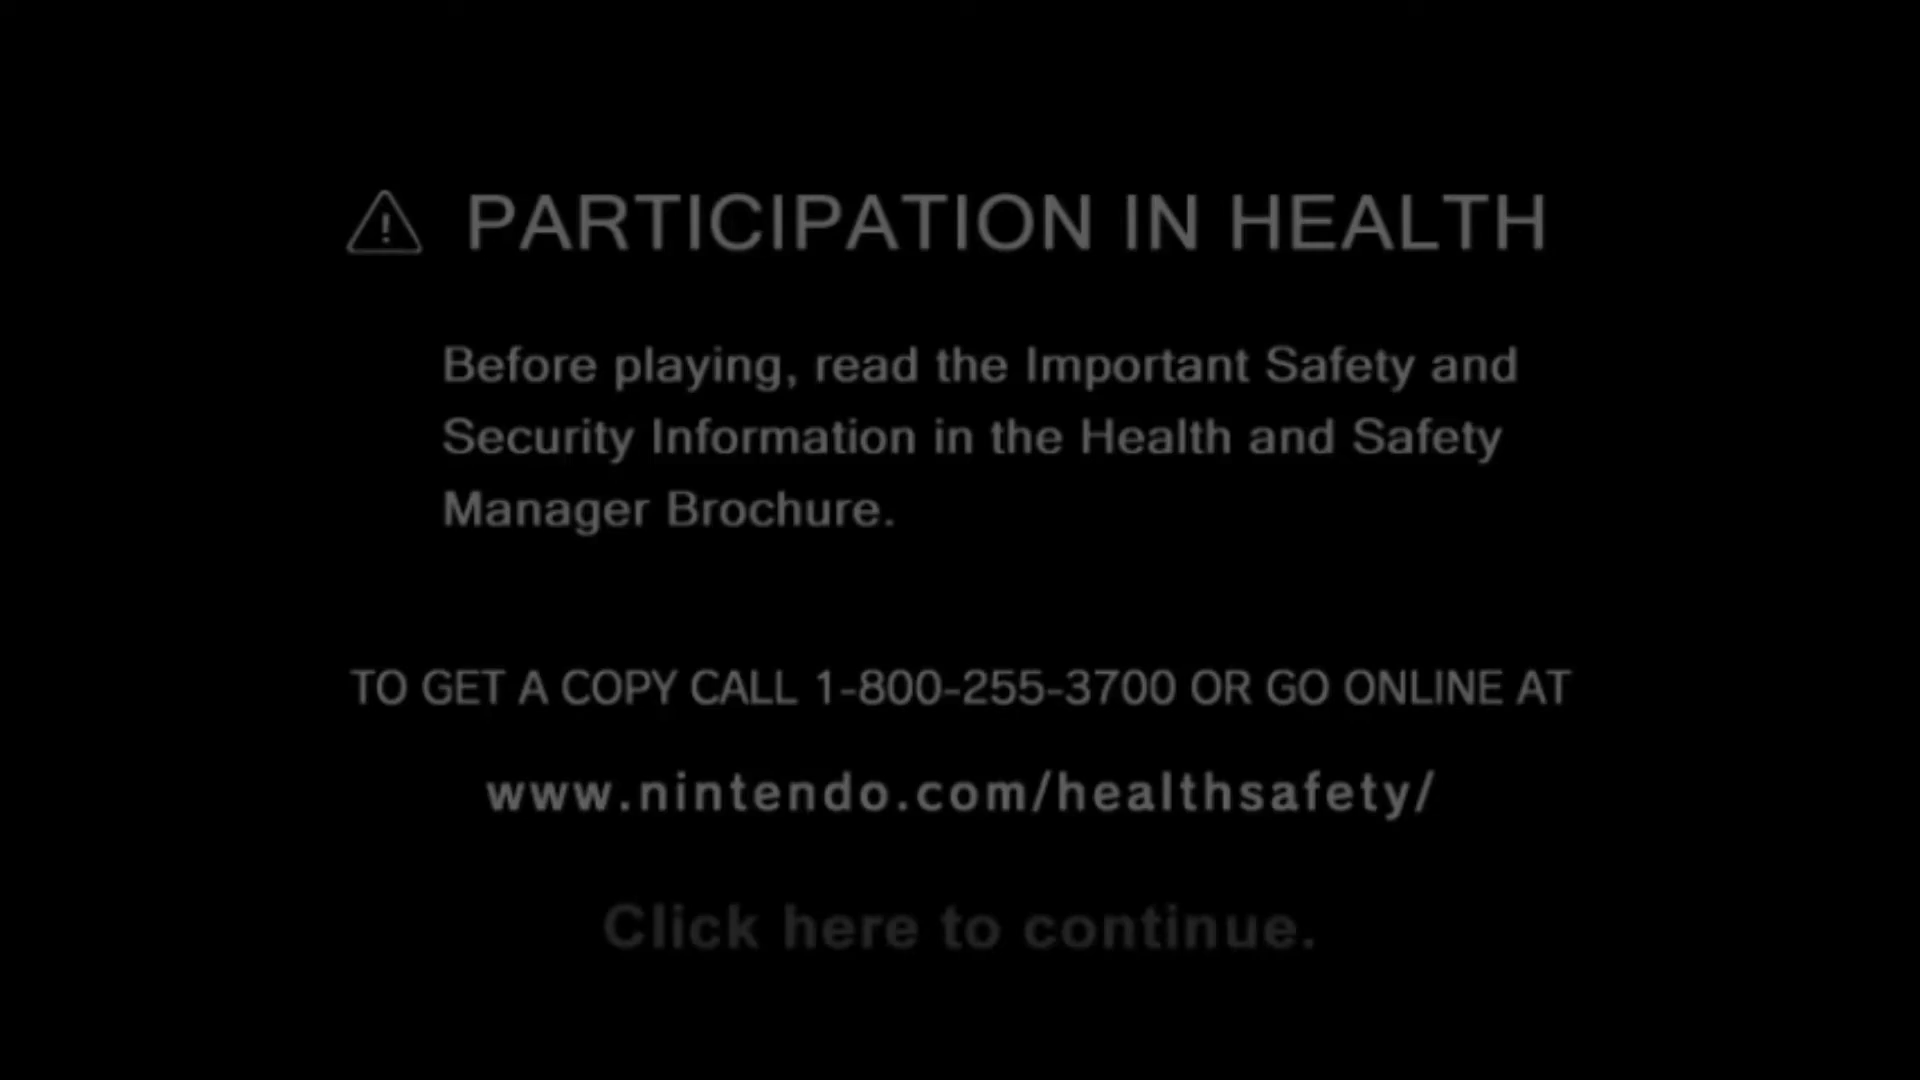 PARTICIPATION IN HEALTH
Before playing, read the Important Safety and
Security Information in the Health and Safety
Manager Brochure.
TO GET A COPY CALL 1-800-255-3700 OR GO ONLINE AT
www.nintendo.com/healthsafety/
Click here to continue.